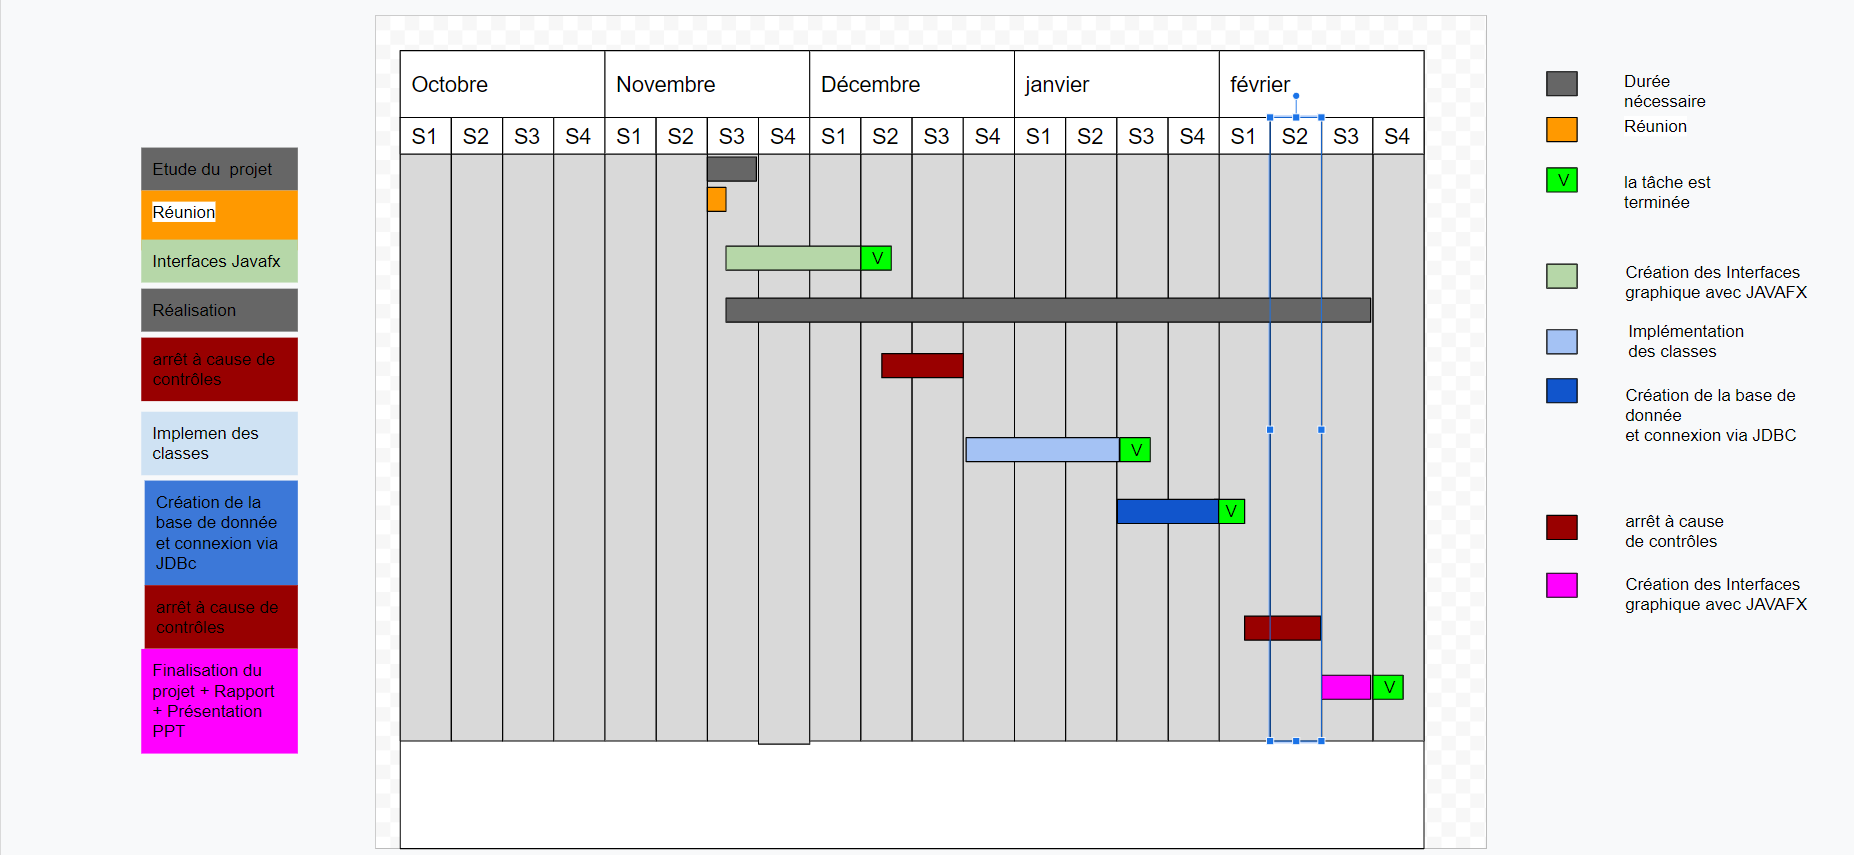 Octobre
Novembre
Décembre
janvier
février
S1 S2 S3 S4 S1 S2 S3 S4 S1 S2 S3 S4 S1 S2 S3 S4 S1 S2 S3 S4
Etude du projet
Réunion
Interfaces Javafx
Réalisation
arrêt à cause de
contrôles
Implemen des
classes
Création de la
base de donnée
et connexion via
JDBc
arrêt à cause de
contrôles
Finalisation du
projet + Rapport
+ Présentation
PPT
V
V
V
V
Durée
nécessaire
Réunion
V
la tâche est
terminée
Création des Interfaces
graphique avec JAVAFX
Implémentation
des classes
Création de la base de
donnée
et connexion via JDBC
arrêt à cause
de contrôles
Création des Interfaces
graphique avec JAVAFX